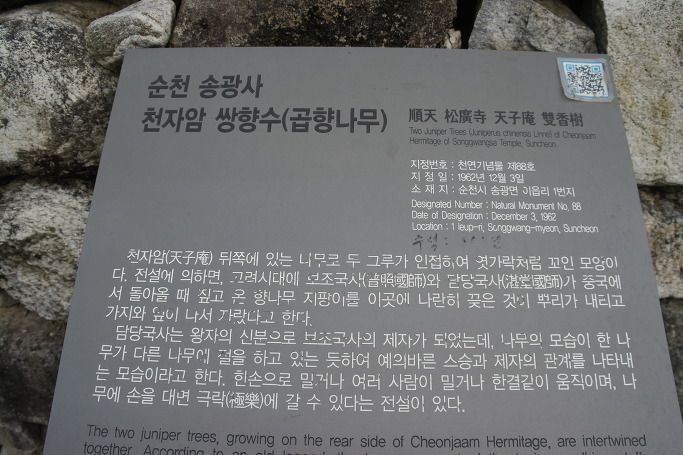 순천 송광사
천자암 쌍향수(곱향나무)
順天 松廣寺 天子庵 雙香樹
Two Juniper Trees (Juniperus chinensis Linne) of Cheonjaam
Hermitage of Songgwangsa Temple, Suncheon
지정번호 : 천연기념물 제88호
지 정 일 : 1962년 12월 3일
소 재 지 : 순천시 송광면 이읍리 1번지
Designated Number : Natural Monument No. 88
Date of Designation : December 3, 1962
Location : 1 Ieup-ri, Songgwang-myeon, Suncheon
천자암(天子庵) 뒤쪽에 있는 나무로 두 그루가 인접하여 엿가락처럼 꼬인 모양이
다. 전설에 의하면, 고려시대에 보조국사(普照國師)와 담당국사(湛堂國師)가 중국에
서 돌아올 때 짚고 온 향나무 지팡이를 이곳에 나란히 꽂은 것이 뿌리가 내리고
가지와 잎이 나서 자랐다고 한다.
담당국사는 왕자의 신분으로 보조국사의 제자가 되었는데, 나무의 모습이 한 나
무가 다른 나무에 절을 하고 있는 듯하여 예의바른 스승과 제자의 관계를 나타내
는 모습이라고 한다. 한손으로 밀거나 여러 사람이 밀거나 한결같이 움직이며, 나
무에 손을 대면 극락(極樂)에 갈 수 있다는 전설이 있다.
The two juniper trees, growing on the rear side of Cheonjaam Hermitage, are intertwined
together. According to an old legend,